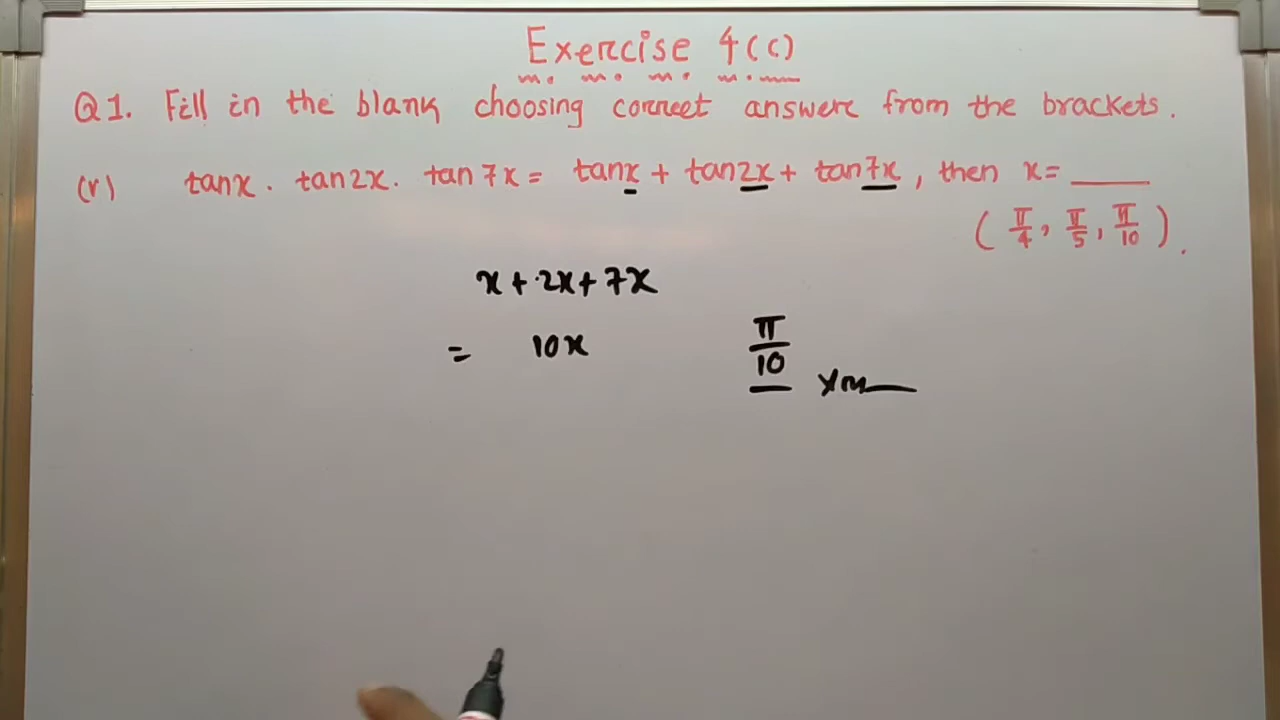 Exercise 4(c)
Q1. Fill in the blank choosing correct answer from the brackets.
(v) tanx. tan2x. tan7x = tanx + tan2x + tan7x, then x= ____
(π/4, π/5, π/10).
x+2x+7x
= 10x
π/10